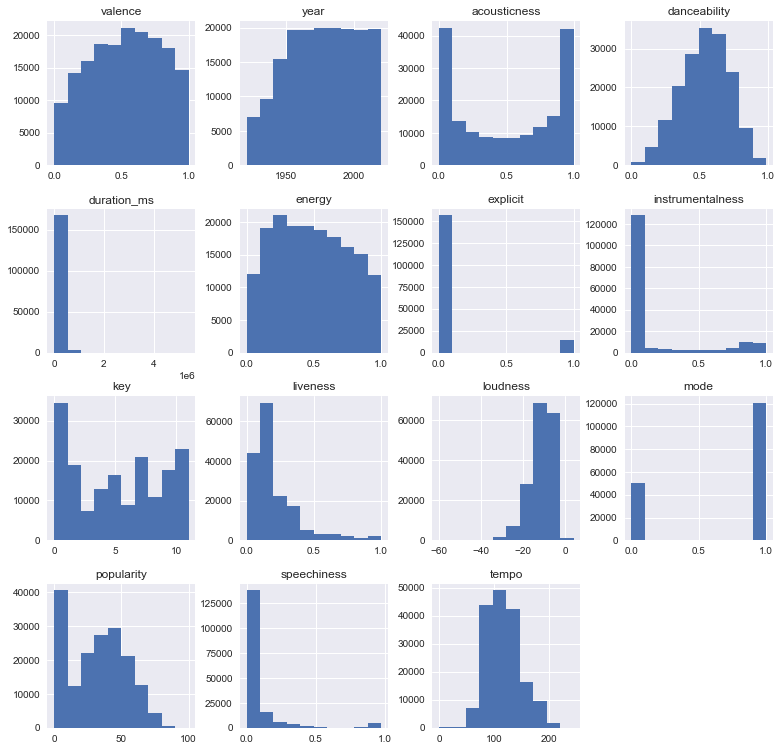 valence
20000
15000
10000
5000
0
0.0 0.5 1.0
year
20000
15000
10000
5000
0
1950 2000
acousticness
40000
30000
20000
10000
0
0.0 0.5 1.0
danceability
30000
20000
10000
0
0.0 0.5 1.0
duration_ms
150000
100000
50000
0
0 2 4
1e6
energy
20000
15000
10000
5000
0
0.0 0.5 1.0
explicit
150000
125000
100000
75000
50000
25000
0
0.0 0.5 1.0
instrumentalness
120000
100000
80000
60000
40000
20000
0
0.0 0.5 1.0
key
30000
20000
10000
0
0 5 10
liveness
60000
40000
20000
0
0.0 0.5 1.0
loudness
60000
40000
20000
0
−60 −40 −20 0
mode
120000
100000
80000
60000
40000
20000
0
0.0 0.5 1.0
popularity
40000
30000
20000
10000
0
0 50 100
speechiness
125000
100000
75000
50000
25000
0
0.0 0.5 1.0
tempo
50000
40000
30000
20000
10000
0
0 100 200